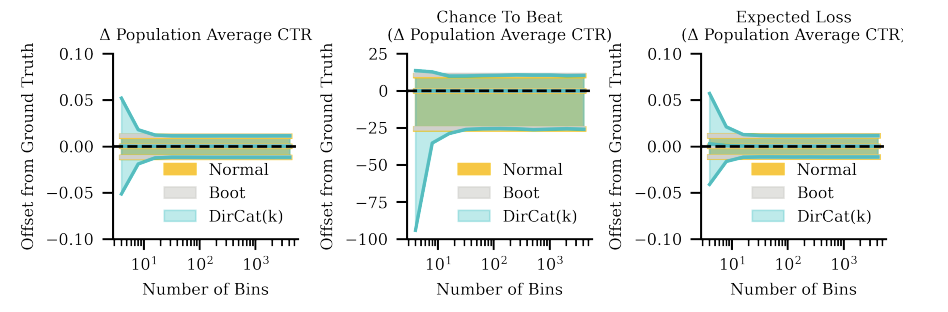 Δ Population Average CTR
Offset from Ground Truth
0.10
0.05
0.00
−0.05
−0.10
Normal
Boot
DirCat(k)
10¹ 10² 10³
Number of Bins
Chance To Beat
(Δ Population Average CTR)
Offset from Ground Truth
25
0
−25
−50
−75
−100
Normal
Boot
DirCat(k)
10¹ 10² 10³
Number of Bins
Expected Loss
(Δ Population Average CTR)
Offset from Ground Truth
0.10
0.05
0.00
−0.05
−0.10
Normal
Boot
DirCat(k)
10¹ 10² 10³
Number of Bins